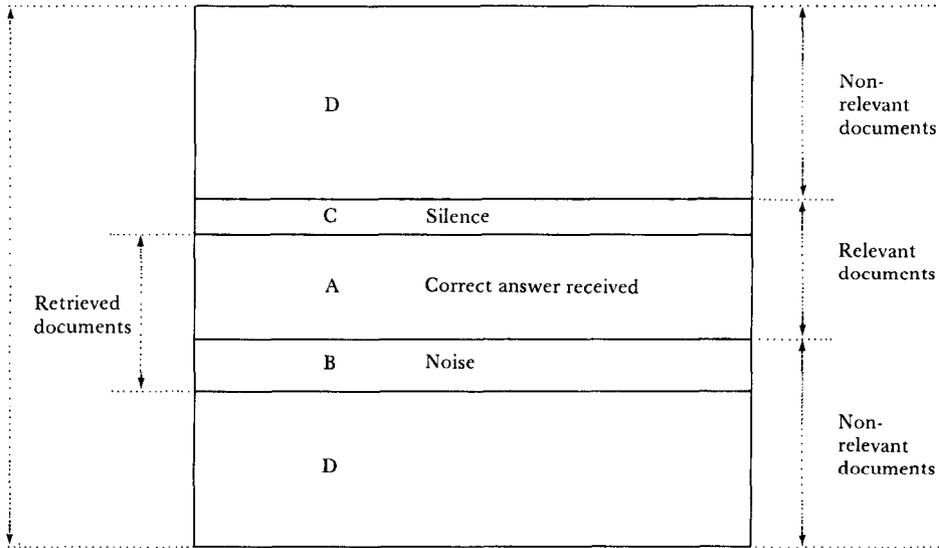 D
Non-
relevant
documents
C Silence
Relevant
documents
A Correct answer received
Retrieved
documents
B Noise
Non-
relevant
documents
D